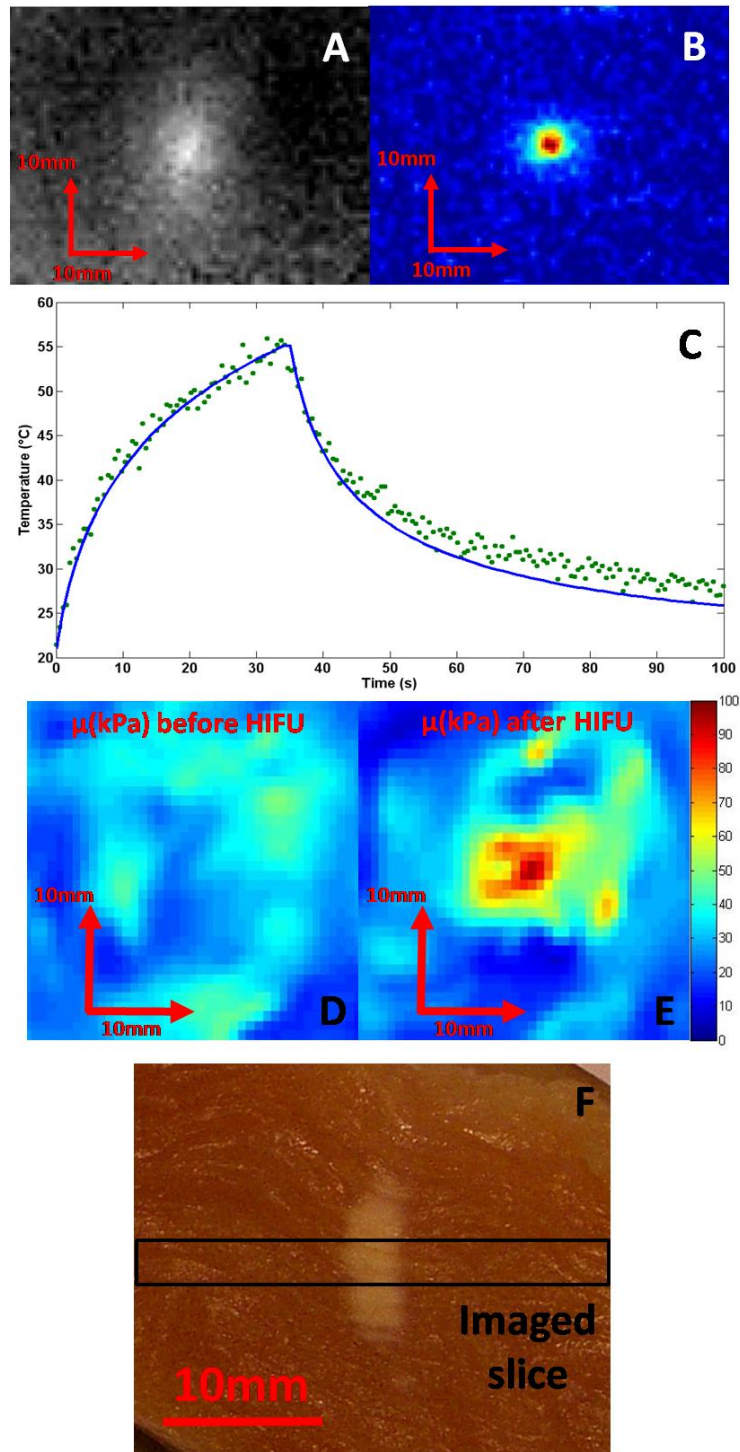 A
B
10mm
10mm
10mm
10mm
C
60
55
50
45
40
35
30
25
20
Temperature (°C)
0 10 20 30 40 50 60 70 80 90 100
Time (s)
μ(kPa) before HIFU
μ(kPa) after HIFU
100
90
80
70
60
50
40
30
20
10
0
10mm
10mm
10mm
10mm
D
E
F
Imaged
slice
10mm